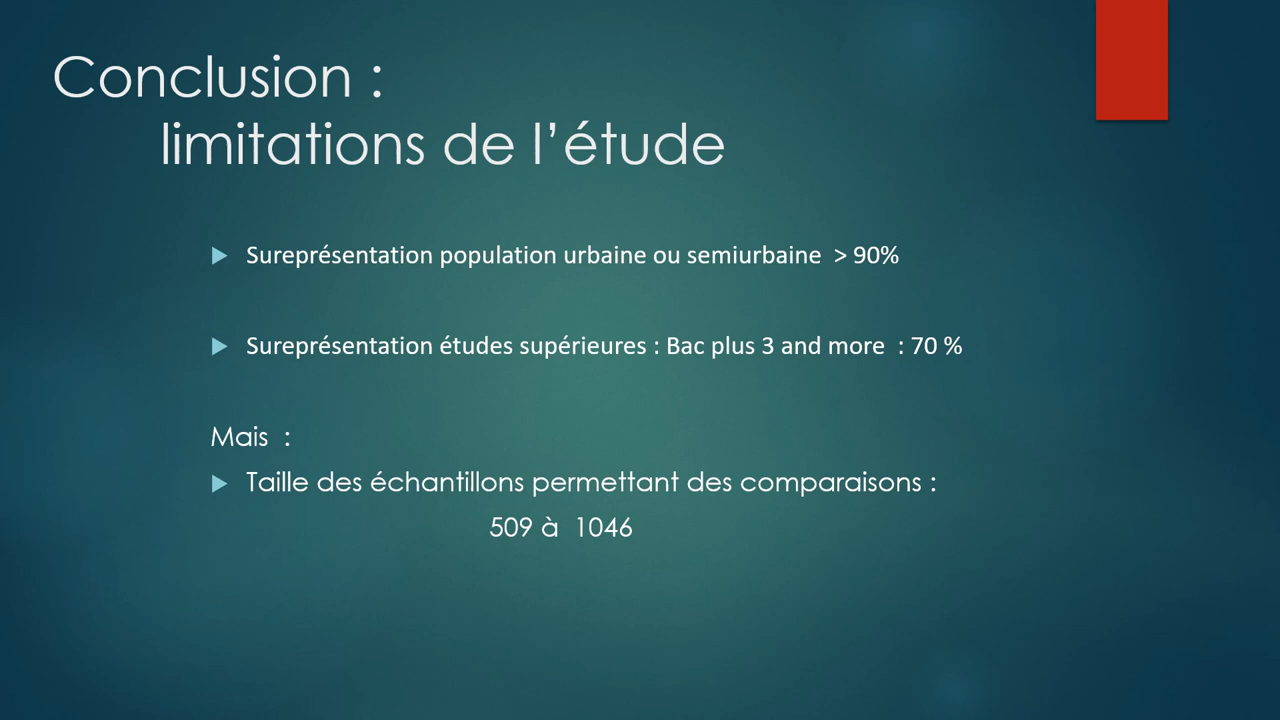 Conclusion :
limitations de l’étude
Sureprésentation population urbaine ou semiurbaine > 90%
Sureprésentation études supérieures : Bac plus 3 and more : 70 %
Mais :
Taille des échantillons permettant des comparaisons :
509 à 1046